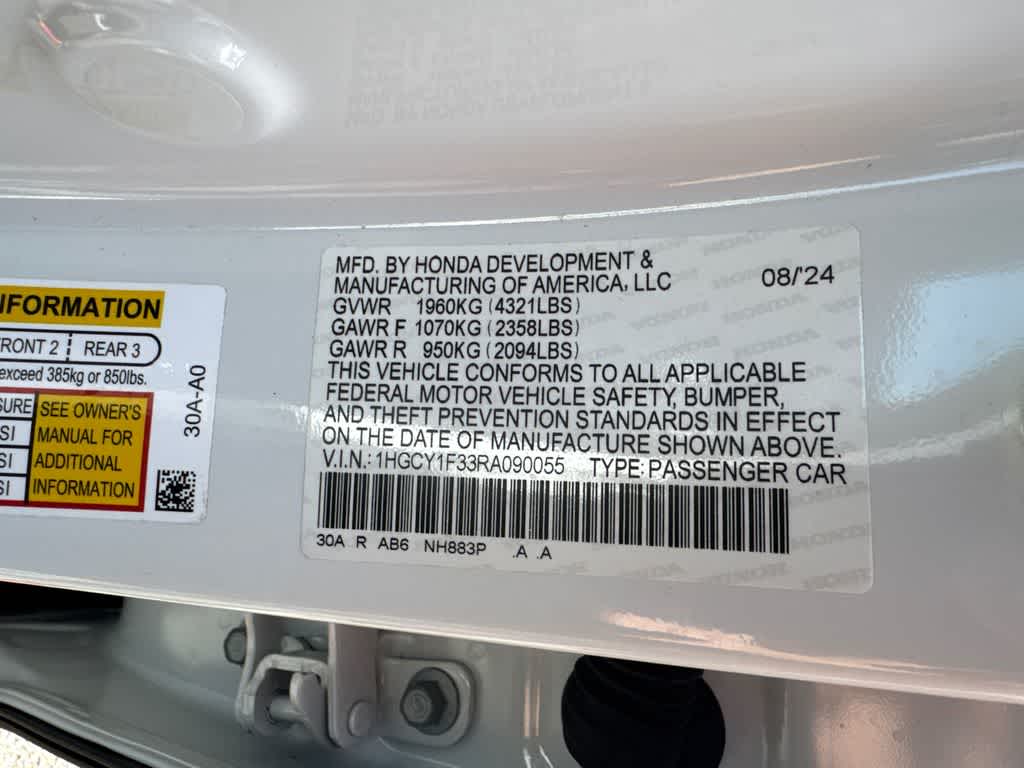 INFORMATION
FRONT 2 REAR 3
exceed 385kg or 850lbs.
SURE SEE OWNER'S
SI MANUAL FOR
SI ADDITIONAL
SI INFORMATION
30A-A0
MFD. BY HONDA DEVELOPMENT &
MANUFACTURING OF AMERICA, LLC 08/'24
GVWR 1960KG (4321LBS)
GAWR F 1070KG (2358LBS)
GAWR R 950KG (2094LBS)
THIS VEHICLE CONFORMS TO ALL APPLICABLE
FEDERAL MOTOR VEHICLE SAFETY, BUMPER,
AND THEFT PREVENTION STANDARDS IN EFFECT
ON THE DATE OF MANUFACTURE SHOWN ABOVE.
V.I.N.: 1HGCY1F33RA090055 TYPE: PASSENGER CAR
30A R AB6 NH883P .A .A